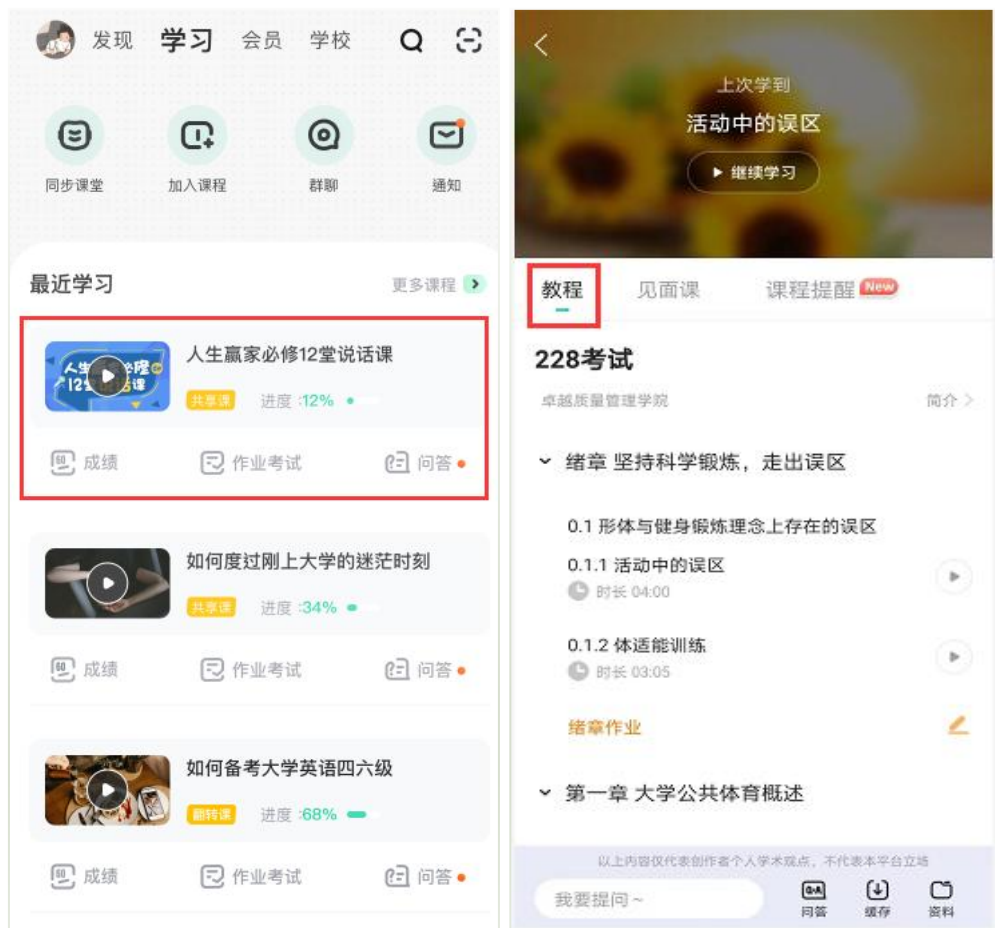 发现 学习 会员 学校
同步课堂 加入课程 群聊 通知
最近学习 更多课程
人生赢家必修12堂说话课
共享课 进度 :12%
成绩 作业考试 问答
如何度过刚上大学的迷茫时刻
共享课 进度 :34%
成绩 作业考试 问答
如何备考大学英语四六级
翻转课 进度 :68%
成绩 作业考试 问答
上次学到
活动中的误区
继续学习
教程 见面课 课程提醒 New
228考试
卓越质量管理学院 简介
绪章 坚持科学锻炼，走出误区
0.1 形体与健身锻炼理念上存在的误区
0.1.1 活动中的误区
时长 04:00
0.1.2 体适能训练
时长 03:05
绪章作业
第一章 大学公共体育概述
以上内容仅代表创作者个人学术观点，不代表本平台立场
我要提问~
Q&A
问答 缓存 资料